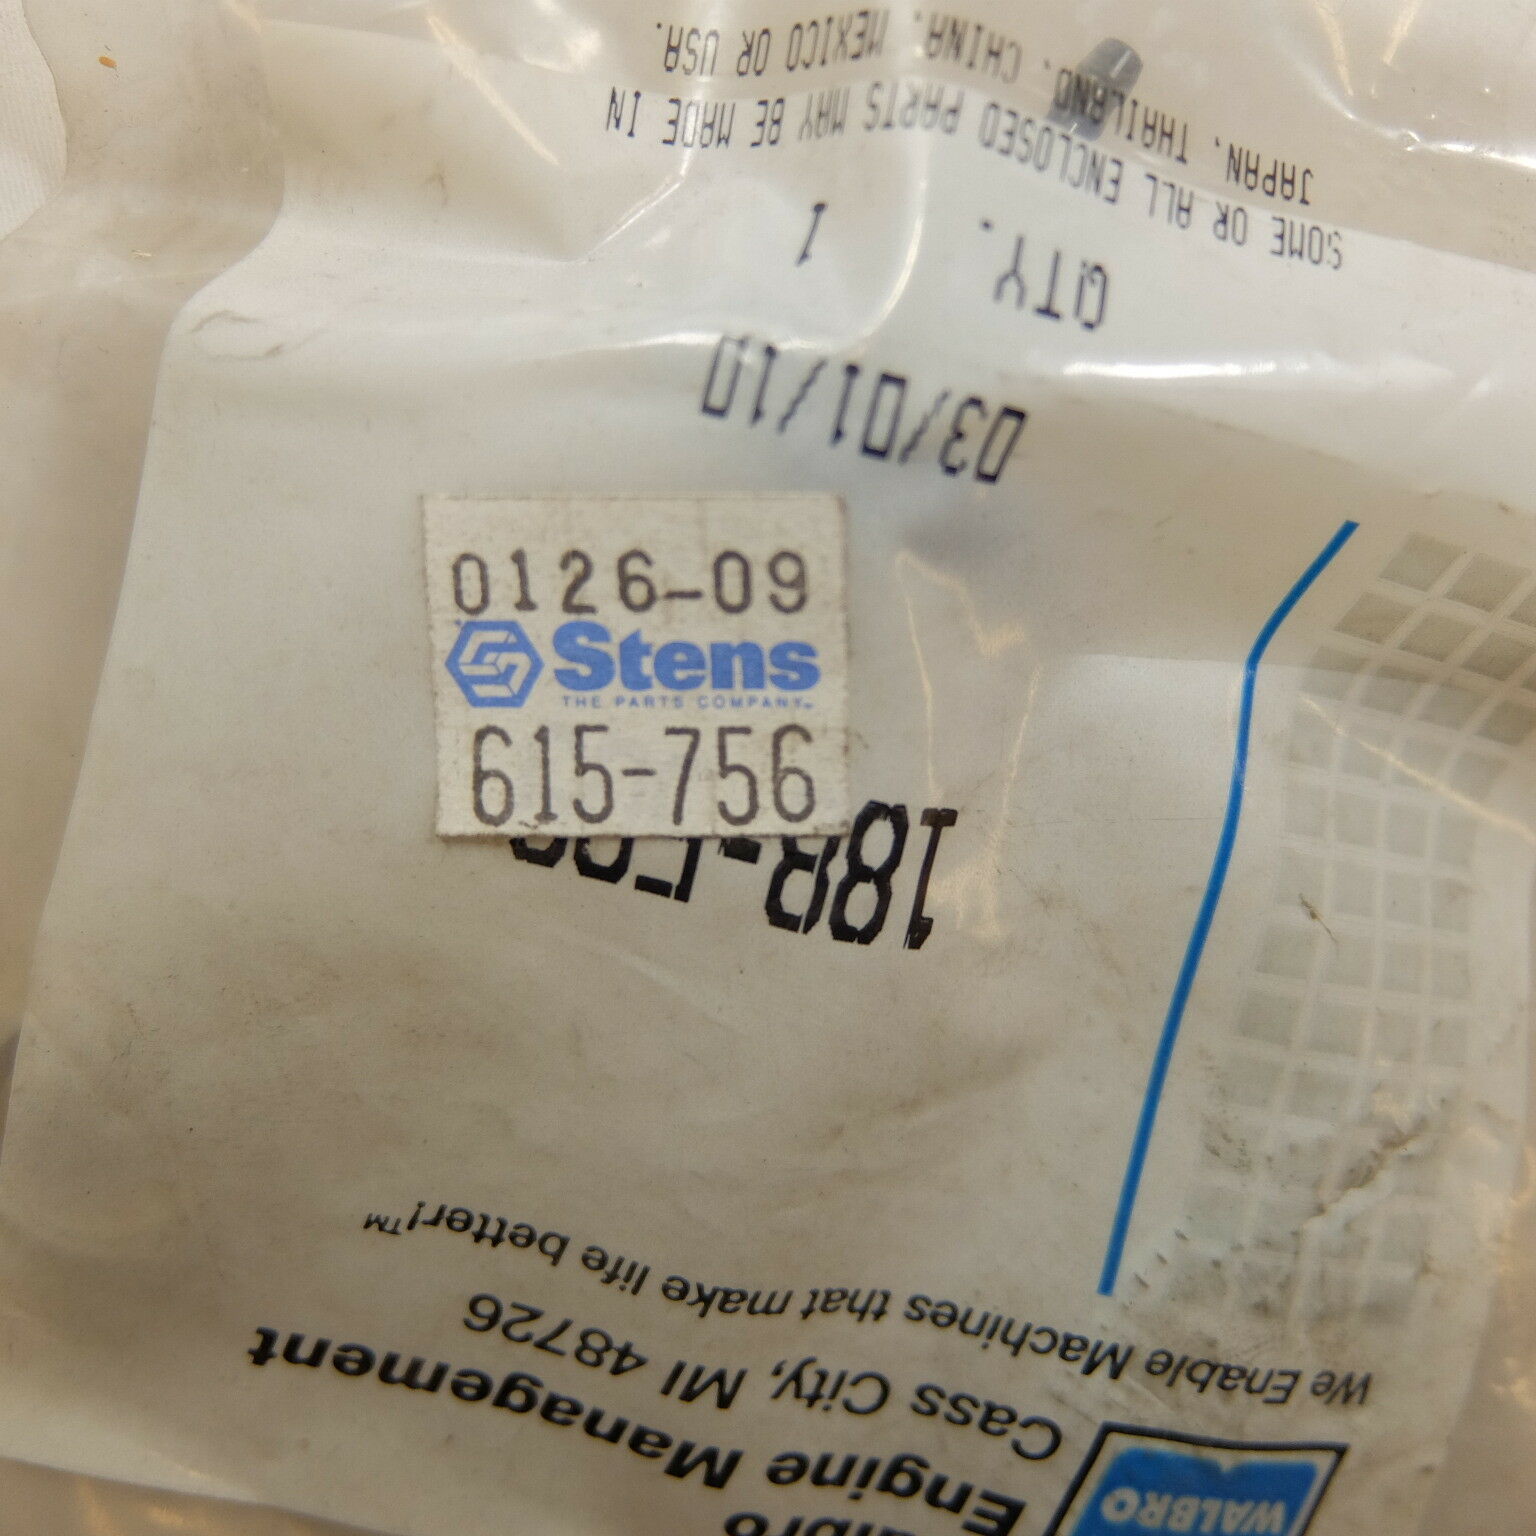 0126-09
Stens
THE PARTS COMPANY
615-756
WALBRO
Engine Management
Cass City, MI 48726
We Enable Machines that make life better!™
03/01/10
QTY. 1
SOME OR ALL ENCLOSED PARTS MAY BE MADE IN
JAPAN, THAILAND, CHINA, MEXICO OR USA.